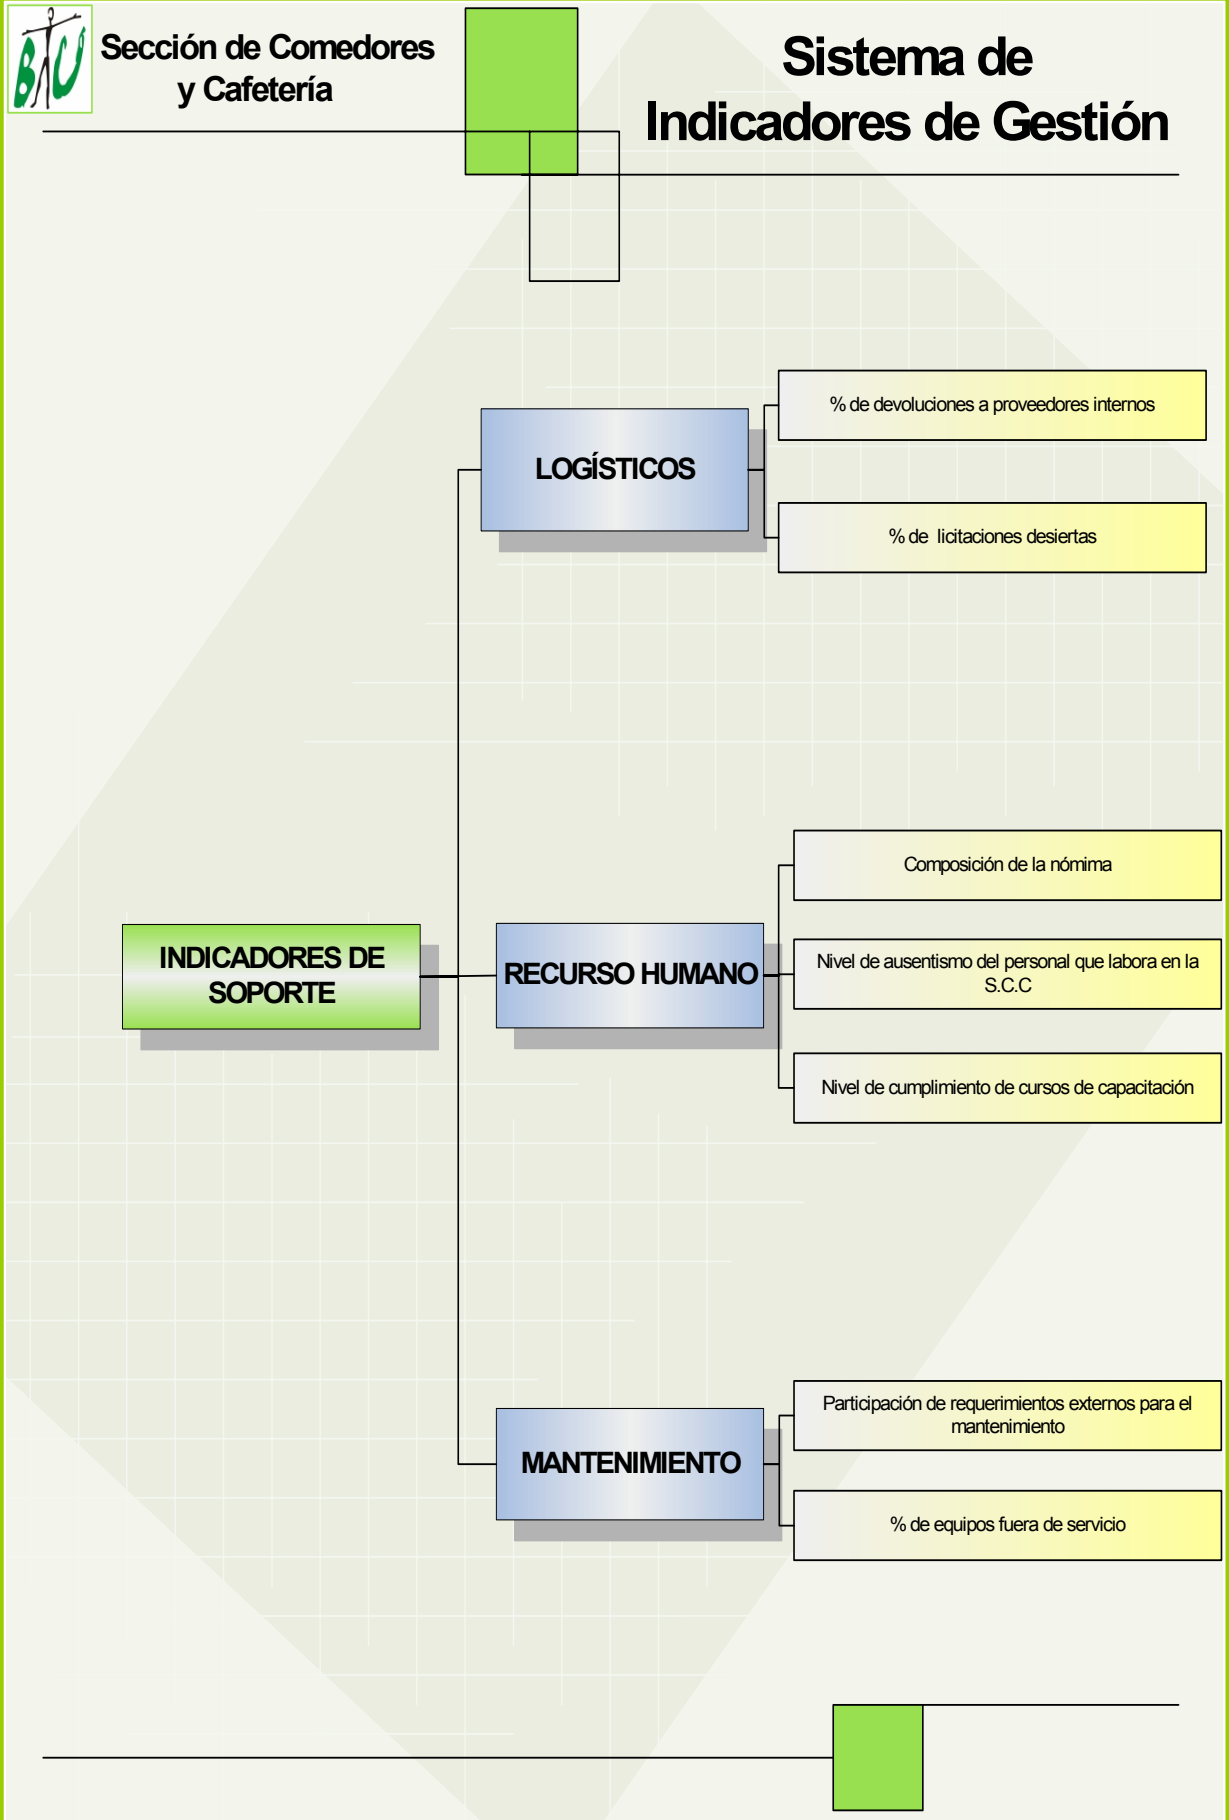 BU
Sección de Comedores
y Cafetería
Sistema de
Indicadores de Gestión
% de devoluciones a proveedores internos
LOGÍSTICOS
% de licitaciones desiertas
Composición de la nómima
INDICADORES DE
SOPORTE
RECURSO HUMANO
Nivel de ausentismo del personal que labora en la
S.C.C
Nivel de cumplimiento de cursos de capacitación
Participación de requerimientos externos para el
mantenimiento
MANTENIMIENTO
% de equipos fuera de servicio